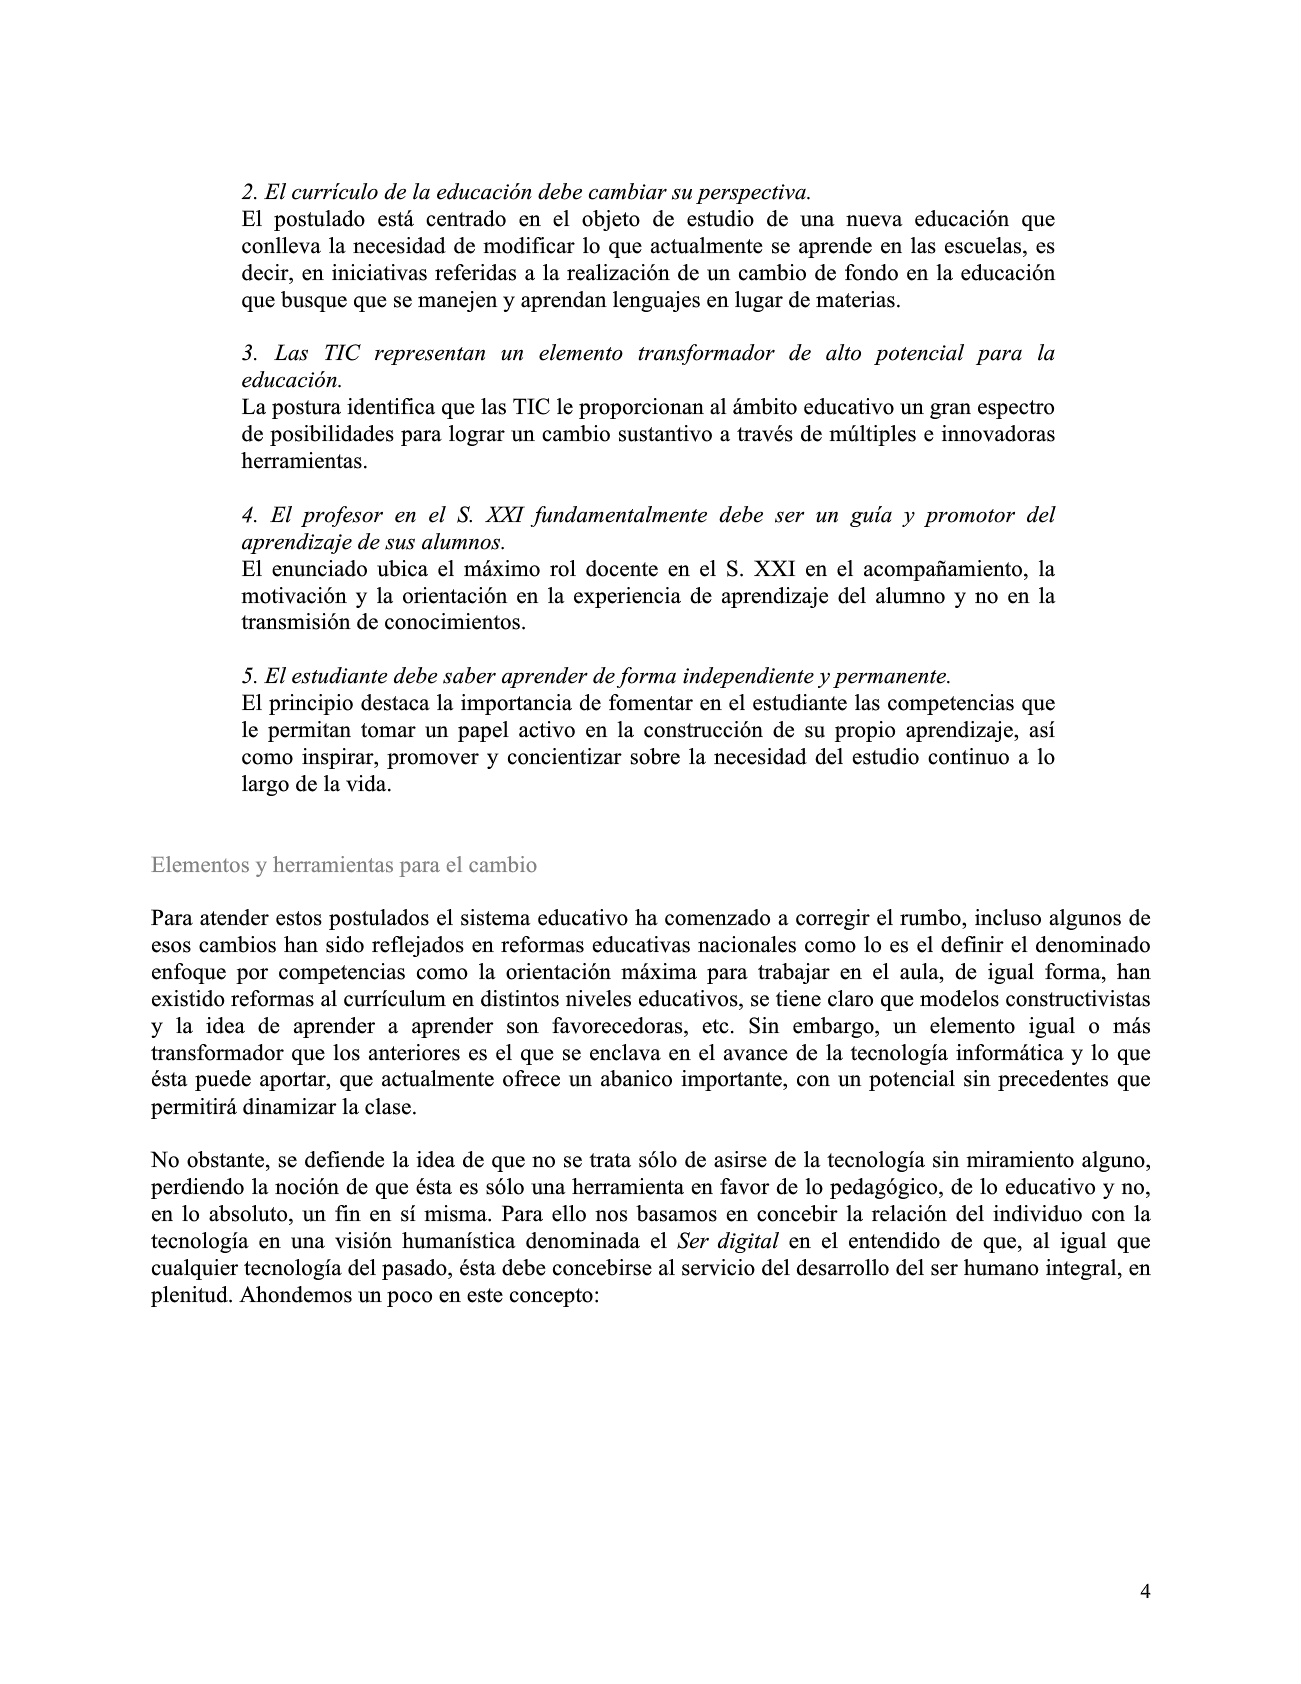 2. El currículo de la educación debe cambiar su perspectiva.
El postulado está centrado en el objeto de estudio de una nueva educación que
conlleva la necesidad de modificar lo que actualmente se aprende en las escuelas, es
decir, en iniciativas referidas a la realización de un cambio de fondo en la educación
que busque que se manejen y aprendan lenguajes en lugar de materias.
3. Las TIC representan un elemento transformador de alto potencial para la
educación.
La postura identifica que las TIC le proporcionan al ámbito educativo un gran espectro
de posibilidades para lograr un cambio sustantivo a través de múltiples e innovadoras
herramientas.
4. El profesor en el S. XXI fundamentalmente debe ser un guía y promotor del
aprendizaje de sus alumnos.
El enunciado ubica el máximo rol docente en el S. XXI en el acompañamiento, la
motivación y la orientación en la experiencia de aprendizaje del alumno y no en la
transmisión de conocimientos.
5. El estudiante debe saber aprender de forma independiente y permanente.
El principio destaca la importancia de fomentar en el estudiante las competencias que
le permitan tomar un papel activo en la construcción de su propio aprendizaje, así
como inspirar, promover y concientizar sobre la necesidad del estudio continuo a lo
largo de la vida.
Elementos y herramientas para el cambio
Para atender estos postulados el sistema educativo ha comenzado a corregir el rumbo, incluso algunos de
esos cambios han sido reflejados en reformas educativas nacionales como lo es el definir el denominado
enfoque por competencias como la orientación máxima para trabajar en el aula, de igual forma, han
existido reformas al currículum en distintos niveles educativos, se tiene claro que modelos constructivistas
y la idea de aprender a aprender son favorecedoras, etc. Sin embargo, un elemento igual o más
transformador que los anteriores es el que se enclava en el avance de la tecnología informática y lo que
ésta puede aportar, que actualmente ofrece un abanico importante, con un potencial sin precedentes que
permitirá dinamizar la clase.
No obstante, se defiende la idea de que no se trata sólo de asirse de la tecnología sin miramiento alguno,
perdiendo la noción de que ésta es sólo una herramienta en favor de lo pedagógico, de lo educativo y no,
en lo absoluto, un fin en sí misma. Para ello nos basamos en concebir la relación del individuo con la
tecnología en una visión humanística denominada el Ser digital en el entendido de que, al igual que
cualquier tecnología del pasado, ésta debe concebirse al servicio del desarrollo del ser humano integral, en
plenitud. Ahondemos un poco en este concepto:
4